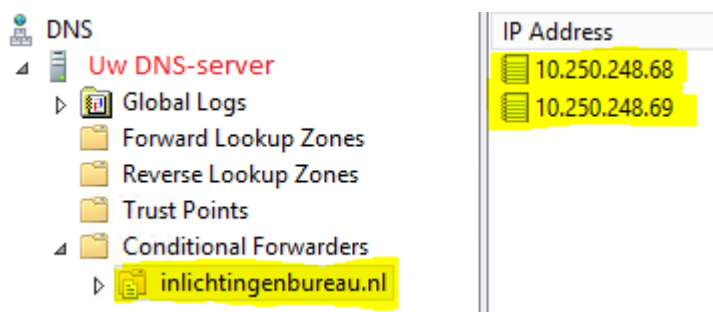 DNS
Uw DNS-server
Global Logs
Forward Lookup Zones
Reverse Lookup Zones
Trust Points
Conditional Forwarders
inlichtingenbureau.nl
IP Address
10.250.248.68
10.250.248.69